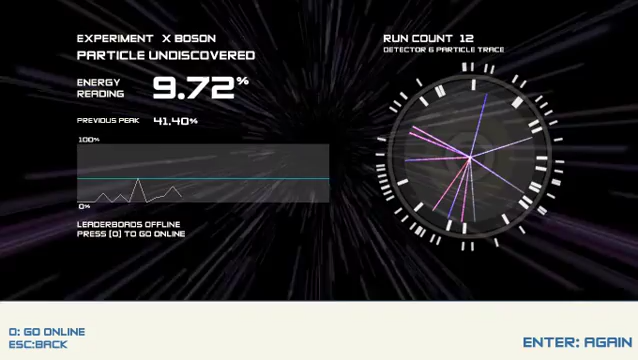 EXPERIMENT X BOSON
PARTICLE UNDISCOVERED
ENERGY READING 9.72%
PREVIOUS PEAK 41.40%
100%
0%
LEADERBOARDS OFFLINE
PRESS [O] TO GO ONLINE
RUN COUNT 12
DETECTOR 6 PARTICLE TRACE
O: GO ONLINE
ESC:BACK
ENTER: AGAIN